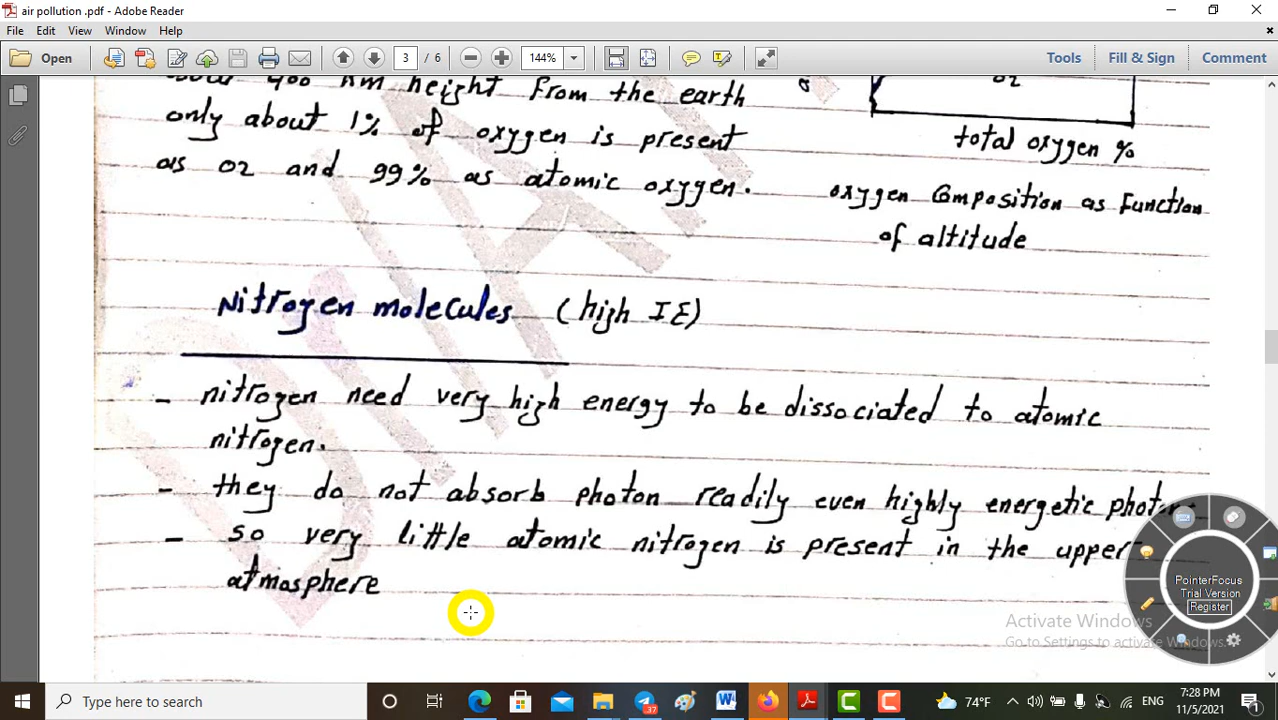 air pollution .pdf - Adobe Reader
File Edit View Window Help
Open 3 / 6 144% Tools Fill & Sign Comment
400 km height From the earth
only about 1% of oxygen is present
as O2 and 99% as atomic oxygen.
O2
total oxygen %
oxygen Composition as Function
of altitude
Nitrogen molecules (high IE)
- nitrogen need very high energy to be dissociated to atomic
nitrogen.
- they do not absorb photon readily even highly energetic
- so very little atomic nitrogen is present in the upper
atmosphere
PointerFocus
Trial Version
Register
Activate Windows
Go to Settings to activate Windows.
Type here to search
37
74°F ENG 7:28 PM
11/5/2021
1